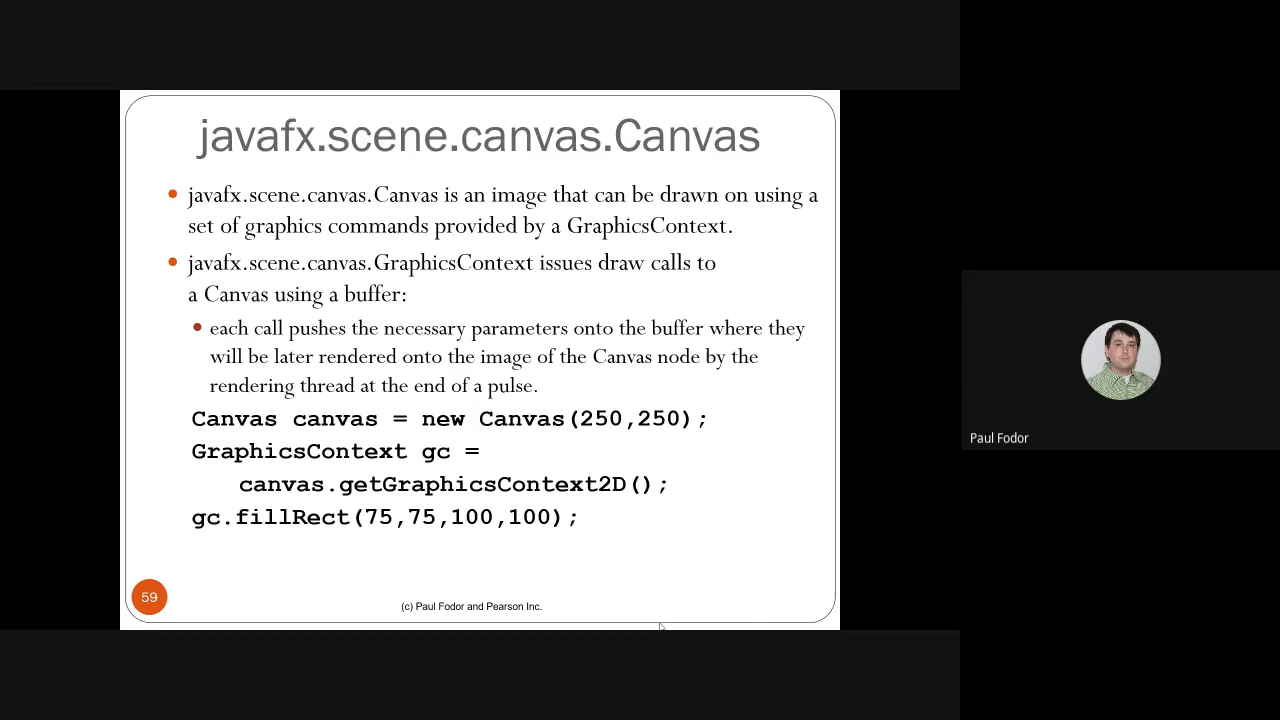 javafx.scene.canvas.Canvas
javafx.scene.canvas.Canvas is an image that can be drawn on using a
set of graphics commands provided by a GraphicsContext.
javafx.scene.canvas.GraphicsContext issues draw calls to
a Canvas using a buffer:
each call pushes the necessary parameters onto the buffer where they
will be later rendered onto the image of the Canvas node by the
rendering thread at the end of a pulse.
Canvas canvas = new Canvas(250,250);
GraphicsContext gc =
canvas.getGraphicsContext2D();
gc.fillRect(75,75,100,100);
59
(c) Paul Fodor and Pearson Inc.
Paul Fodor